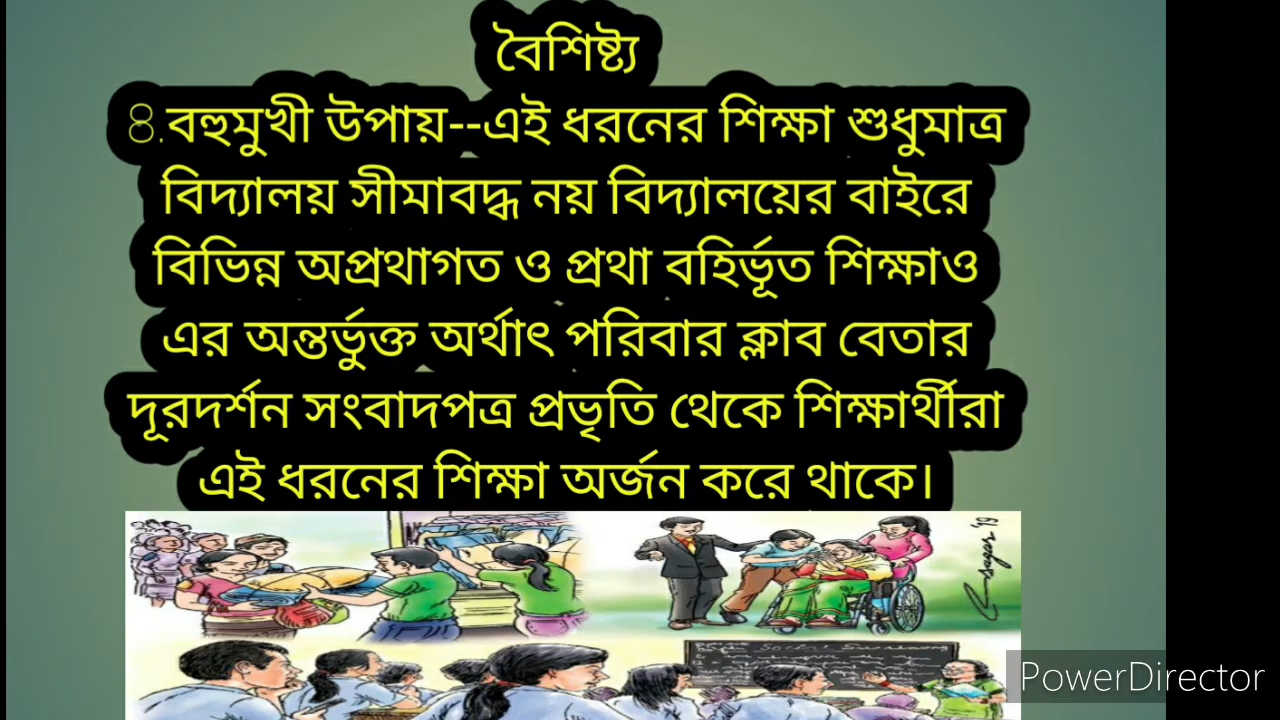 বৈশিষ্ট্য
8.বহুমুখী উপায়--এই ধরনের শিক্ষা শুধুমাত্র
বিদ্যালয় সীমাবদ্ধ নয় বিদ্যালয়ের বাইরে
বিভিন্ন অপ্রথাগত ও প্রথা বহির্ভূত শিক্ষাও
এর অন্তর্ভুক্ত অর্থাৎ পরিবার ক্লাব বেতার
দূরদর্শন সংবাদপত্র প্রভৃতি থেকে শিক্ষার্থীরা
এই ধরনের শিক্ষা অর্জন করে থাকে।
PowerDirector